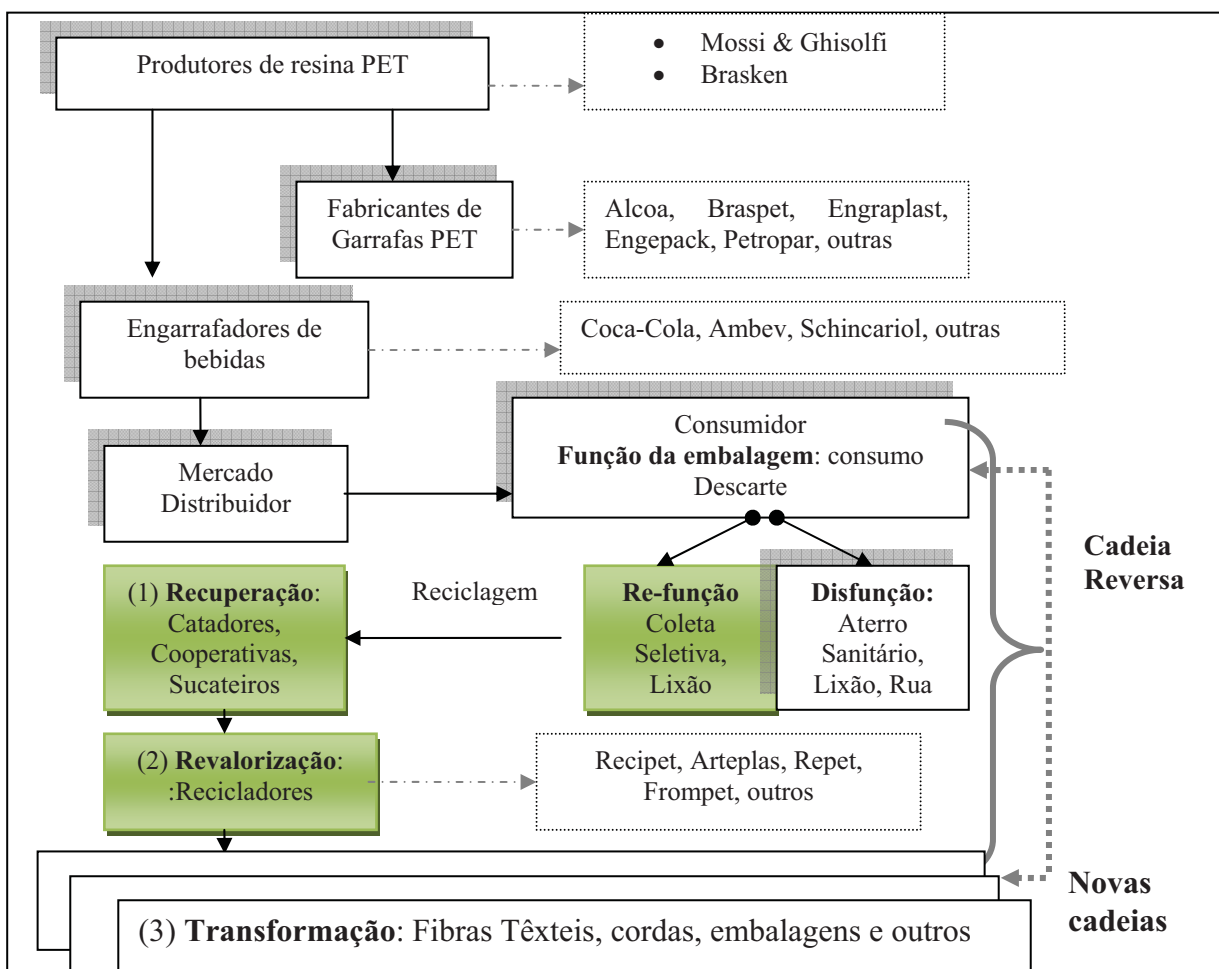 Produtores de resina PET
• Mossi & Ghisolfi
• Brasken
Fabricantes de
Garrafas PET
Alcoa, Braspet, Engraplast,
Engepack, Petropar, outras
Engarrafadores de
bebidas
Coca-Cola, Ambev, Schincariol, outras
Mercado
Distribuidor
Consumidor
Função da embalagem: consumo
Descarte
Cadeia
Reversa
(1) Recuperação:
Catadores,
Cooperativas,
Sucateiros
Reciclagem
Re-função
Coleta
Seletiva,
Lixão
Disfunção:
Aterro
Sanitário,
Lixão, Rua
(2) Revalorização:
:Recicladores
Recipet, Arteplas, Repet,
Frompet, outros
Novas
cadeias
(3) Transformação: Fibras Têxteis, cordas, embalagens e outros